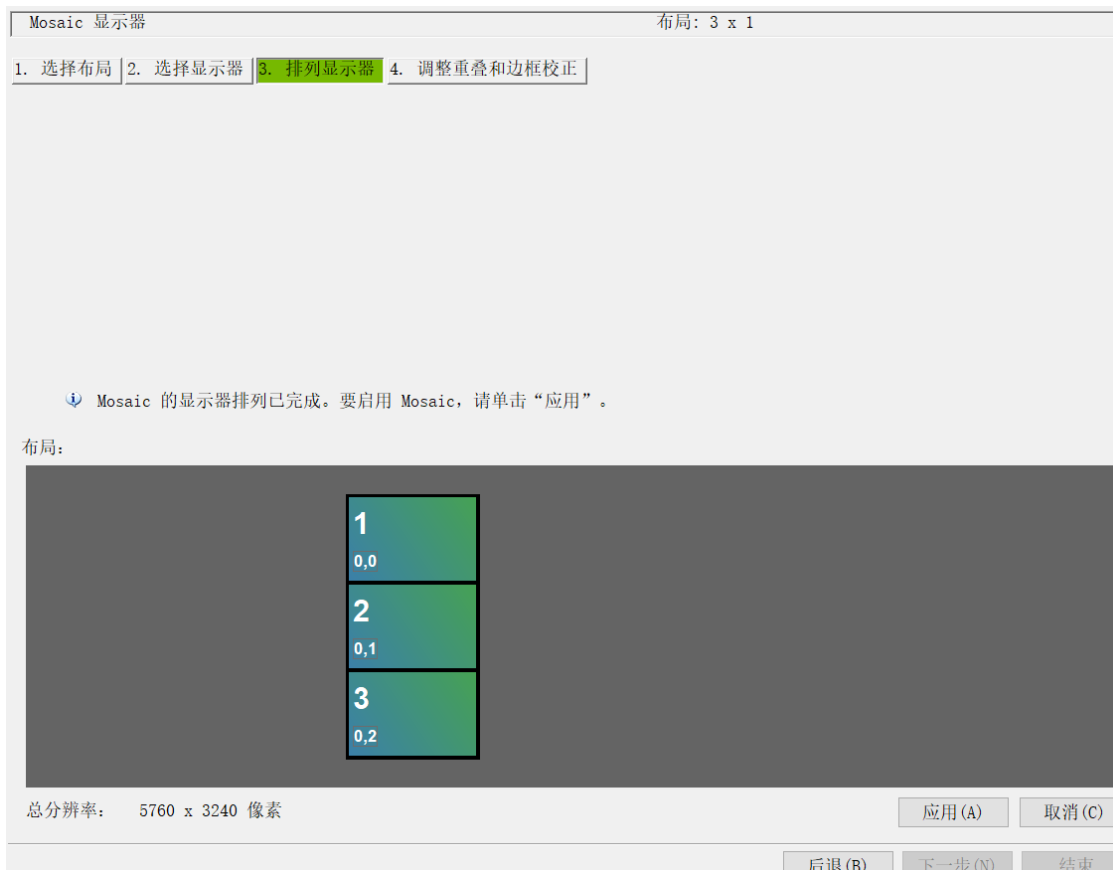 Mosaic 显示器 布局: 3 x 1
1. 选择布局 2. 选择显示器 3. 排列显示器 4. 调整重叠和边框校正
Mosaic 的显示器排列已完成。要启用 Mosaic, 请单击“应用”。
布局:
1
0,0
2
0,1
3
0,2
总分辨率: 5760 x 3240 像素 应用(A) 取消(C)
后退(B) 下一步(N) 结束